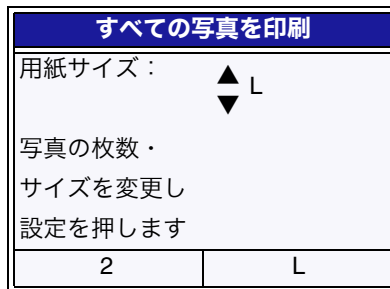 すべての写真を印刷
用紙サイズ： ▲▼ L
写真の枚数・
サイズを変更し
設定を押します
2 L